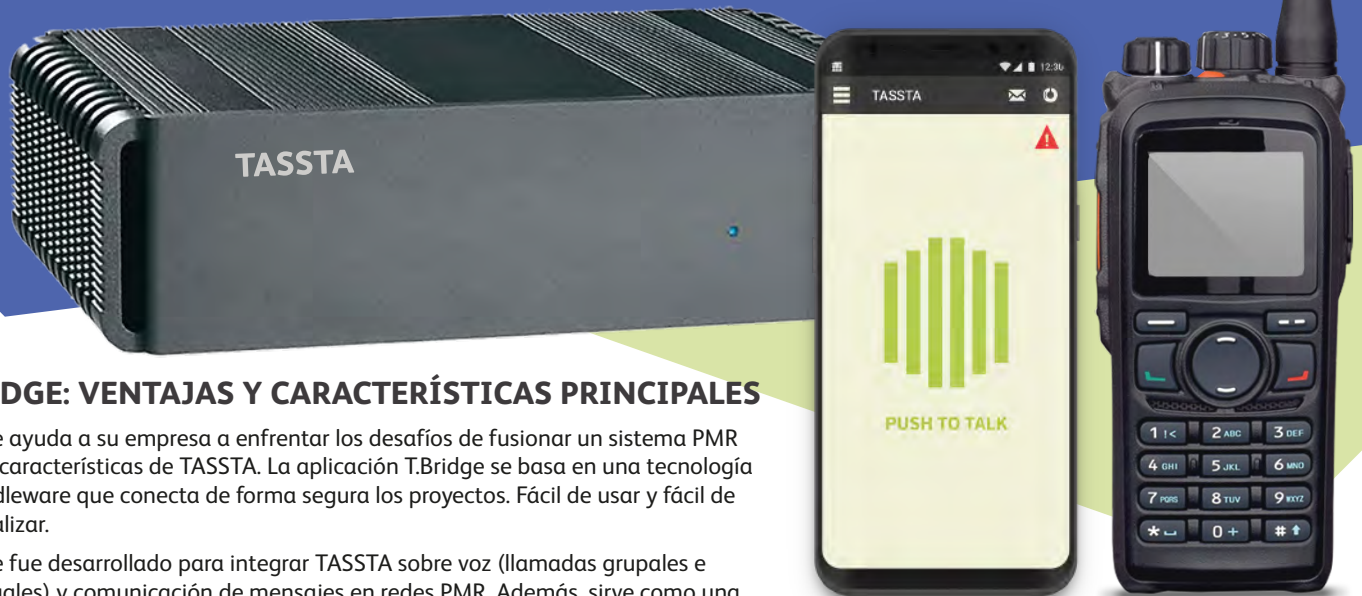 TASSTA
12:30
TASSTA
PUSH TO TALK
1 !<
2 ABC
3 DEF
4 GHI
5 JKL
6 MNO
7 PQRS
8 TUV
9 WXYZ
*
0 +
#
DGE: VENTAJAS Y CARACTERÍSTICAS PRINCIPALES
e ayuda a su empresa a enfrentar los desafíos de fusionar un sistema PMR
características de TASSTA. La aplicación T.Bridge se basa en una tecnología
dleware que conecta de forma segura los proyectos. Fácil de usar y fácil de
alizar.
e fue desarrollado para integrar TASSTA sobre voz (llamadas grupales e
ales) y comunicación de mensajes en redes PMR. Además, sirve como una